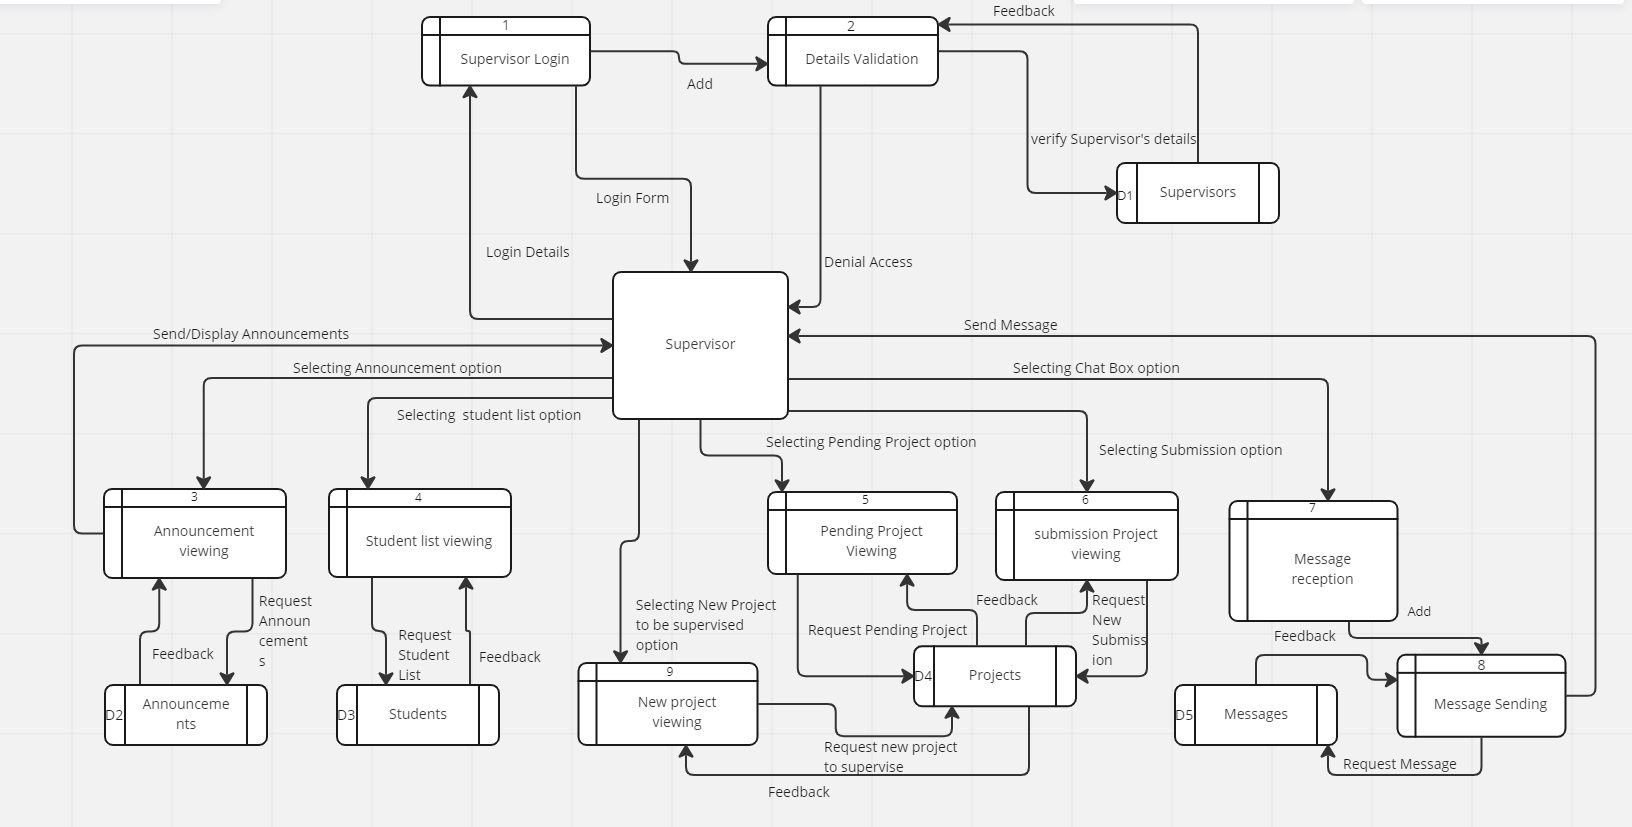 1
Supervisor Login
Add
2
Details Validation
Feedback
verify Supervisor's details
D1
Supervisors
Login Form
Login Details
Denial Access
Supervisor
Send/Display Announcements
Selecting Announcement option
Selecting  student list option
Send Message
Selecting Chat Box option
Selecting Pending Project option
Selecting Submission option
3
Announcement
viewing
4
Student list viewing
5
Pending Project
Viewing
6
submission Project
viewing
7
Message
reception
Request
Announ
cement
s
Feedback
D2
Announceme
nts
Request
Student
List
Feedback
D3
Students
Selecting New Project
to be supervised
option
9
New project
viewing
Request Pending Project
Feedback
Request
New
Submiss
ion
D4
Projects
Request new project
to supervise
Feedback
Add
Feedback
8
Message Sending
D5
Messages
Request Message